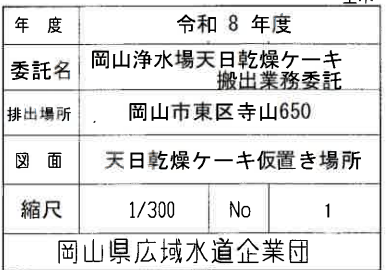 年 度 令和 8 年度
委託名 岡山浄水場天日乾燥ケーキ
搬出業務委託
排出場所 岡山市東区寺山650
図 面 天日乾燥ケーキ仮置き場所
縮尺 1/300 No 1
岡山県広域水道企業団